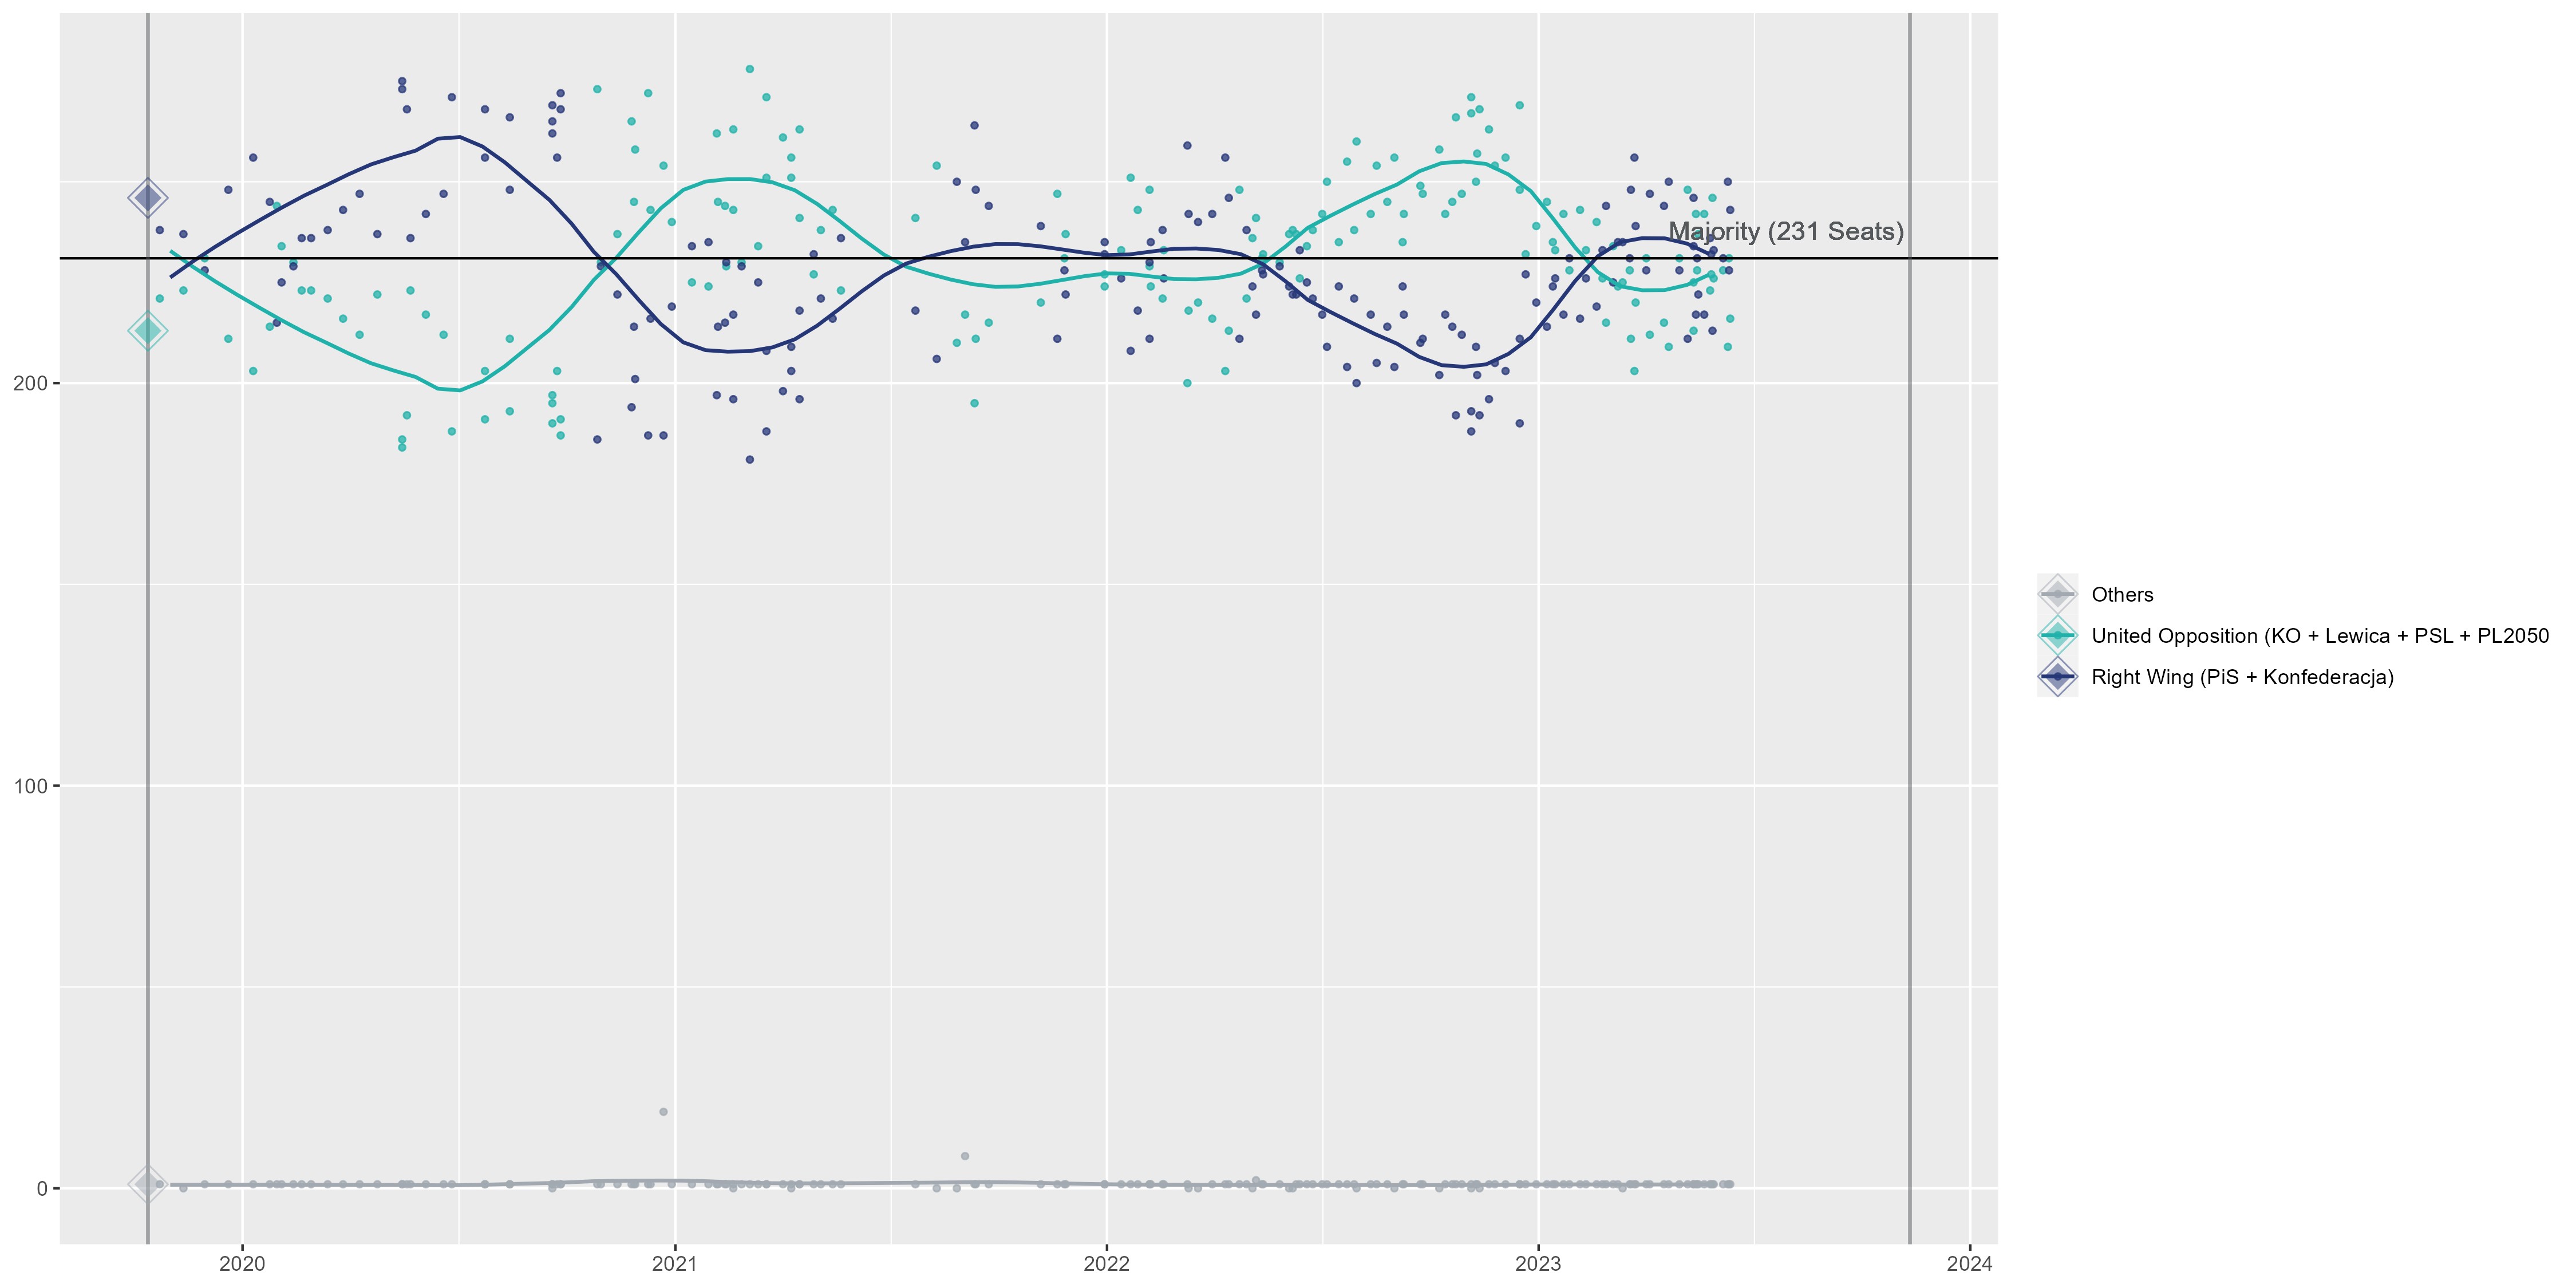 Majority (231 Seats)
200
100
0
2020
2021
2022
2023
2024
Others
United Opposition (KO + Lewica + PSL + PL2050
Right Wing (PiS + Konfederacja)